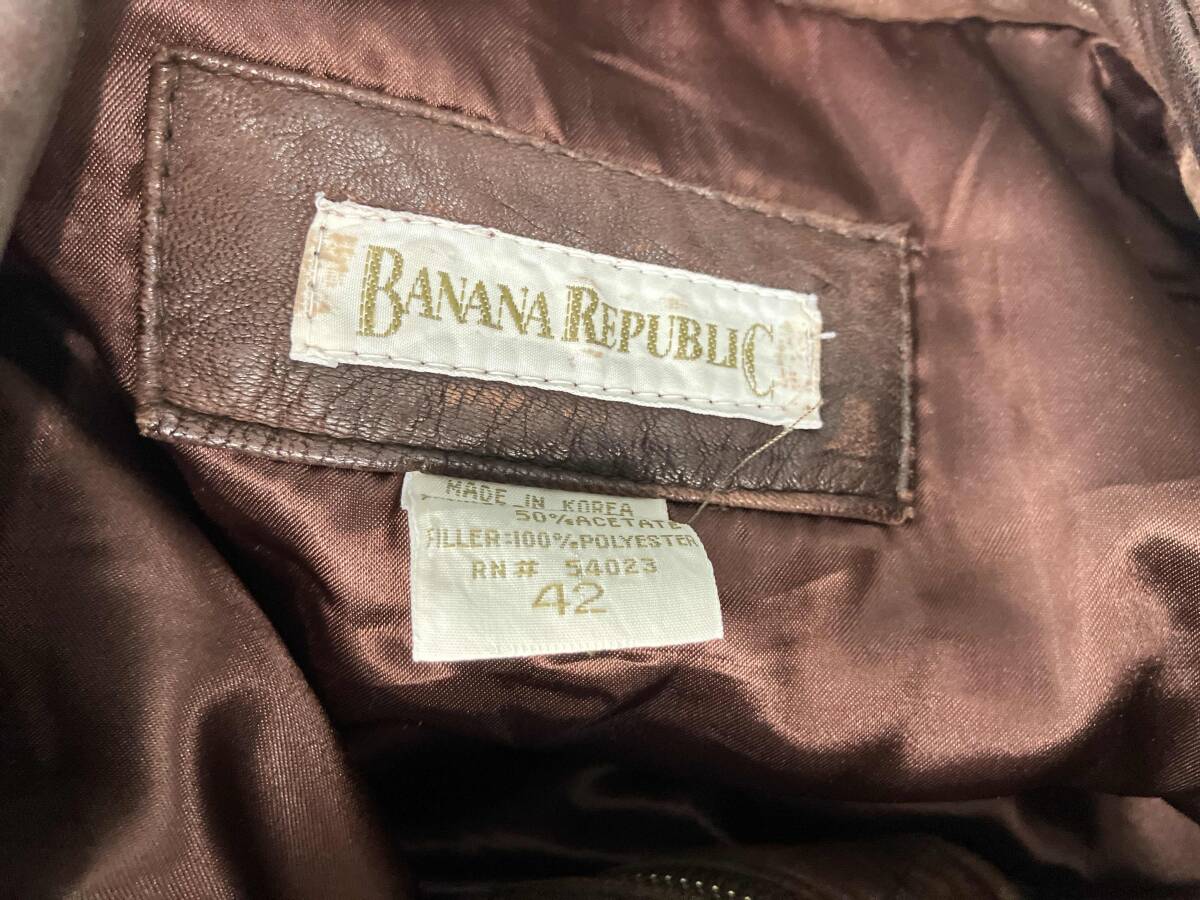 BANANA REPUBLIC
MADE IN KOREA
50% ACETATE
FILLER:100% POLYESTER
RN# 54023
42